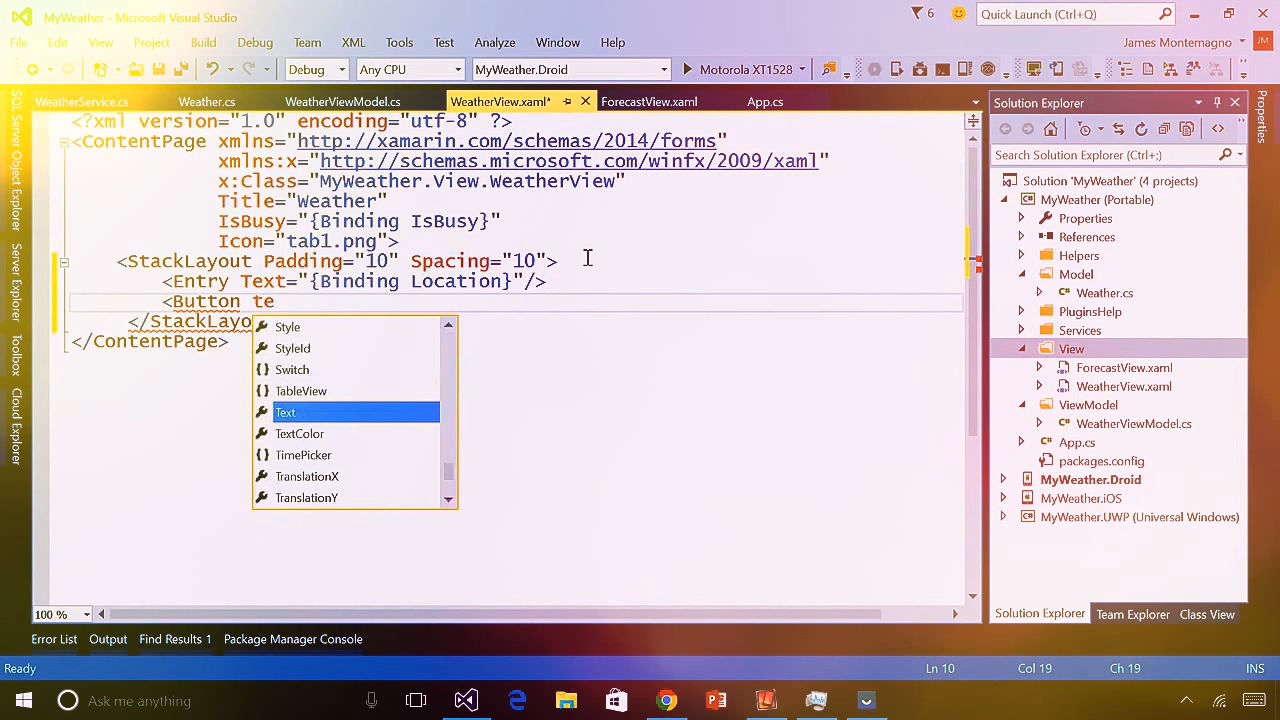 MyWeather - Microsoft Visual Studio
6
Quick Launch (Ctrl+Q)
File Edit View Project Build Debug Team XML Tools Test Analyze Window Help
James Montemagno
JM
Debug
Any CPU
MyWeather.Droid
Motorola XT1528
WeatherService.cs
Weather.cs
WeatherViewModel.cs
WeatherView.xaml*
ForecastView.xaml
App.cs
SQL Server Object Explorer
Server Explorer
Toolbox
Cloud Explorer
<?xml version="1.0" encoding="utf-8" ?>
<ContentPage xmlns="http://xamarin.com/schemas/2014/forms"
xmlns:x="http://schemas.microsoft.com/winfx/2009/xaml"
x:Class="MyWeather.View.WeatherView"
Title="Weather"
IsBusy="{Binding IsBusy}"
Icon="tab1.png">
<StackLayout Padding="10" Spacing="10">
<Entry Text="{Binding Location}"/>
<Button te
</StackLayo
</ContentPage>
Style
StyleId
Switch
TableView
Text
TextColor
TimePicker
TranslationX
TranslationY
100 %
Solution Explorer
Search Solution Explorer (Ctrl+;)
Solution 'MyWeather' (4 projects)
MyWeather (Portable)
Properties
References
Helpers
Model
Weather.cs
PluginsHelp
Services
View
ForecastView.xaml
WeatherView.xaml
ViewModel
WeatherViewModel.cs
App.cs
packages.config
MyWeather.Droid
MyWeather.iOS
MyWeather.UWP (Universal Windows)
Solution Explorer
Team Explorer
Class View
Properties
Error List
Output
Find Results 1
Package Manager Console
Ready
Ln 10
Col 19
Ch 19
INS
Ask me anything